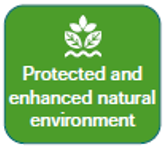 Protected and
enhanced natural
environment